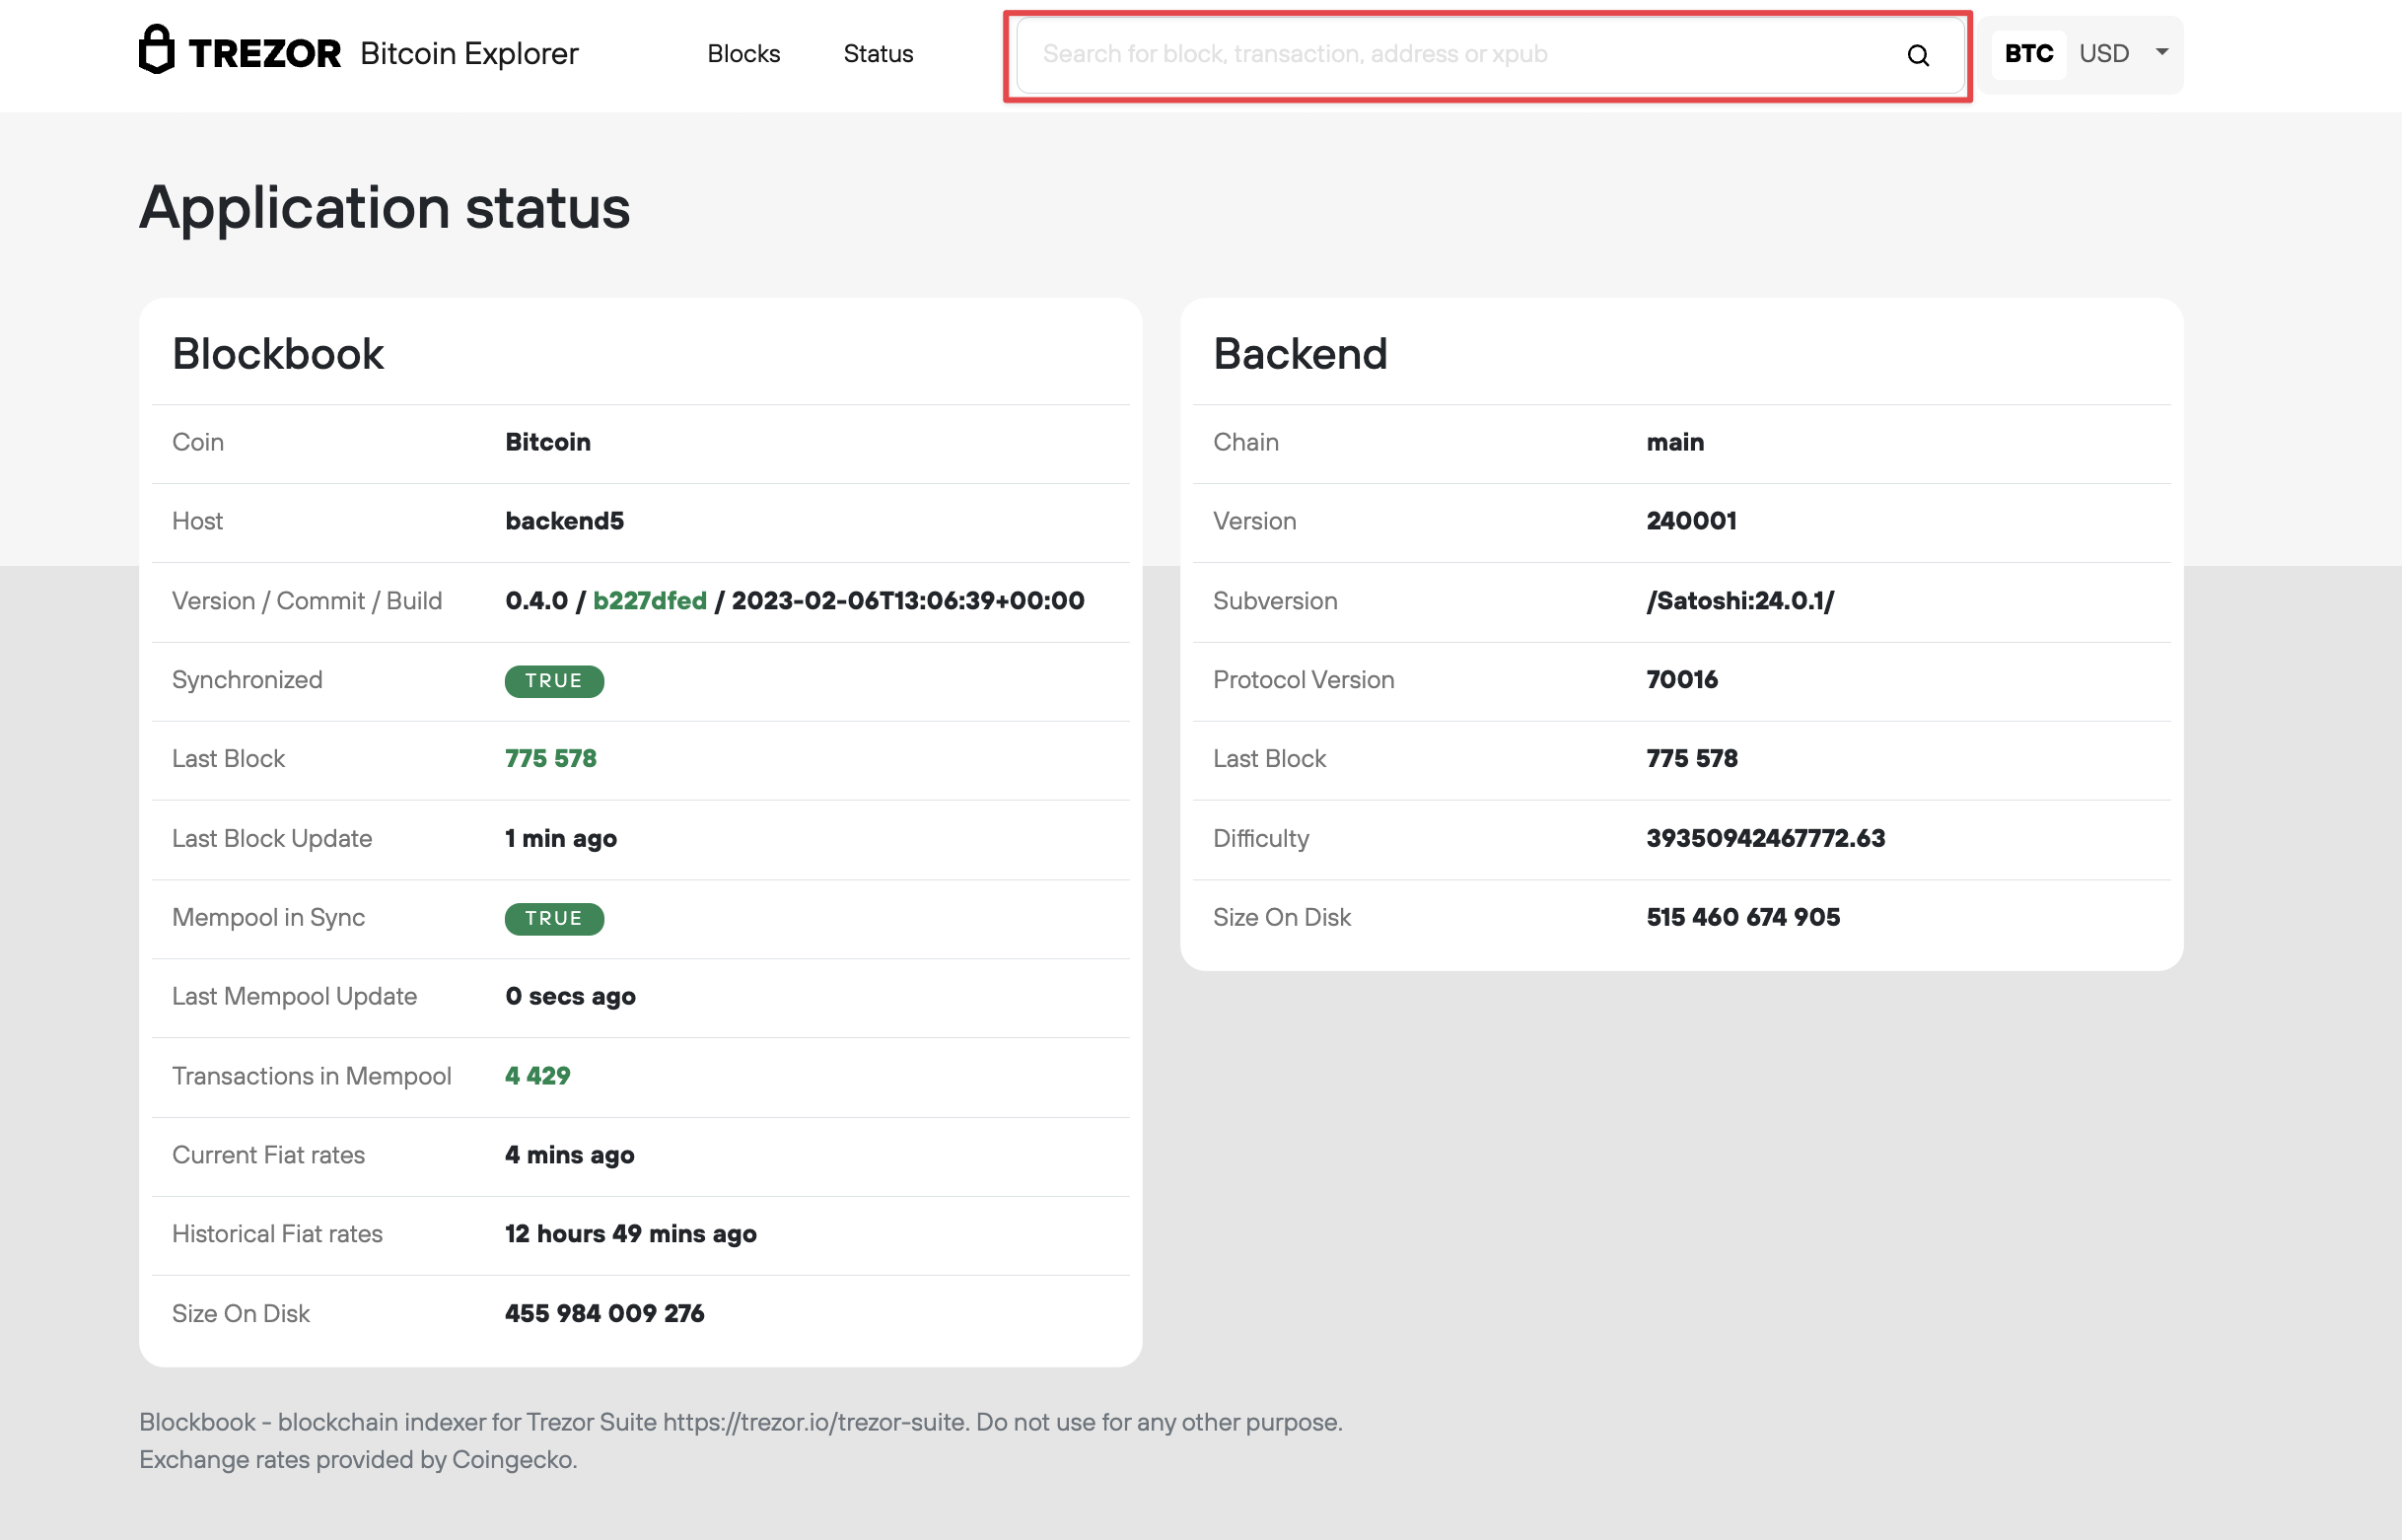 TREZOR Bitcoin Explorer Blocks Status Search for block, transaction, address or xpub BTC USD
Application status
Blockbook
Coin Bitcoin
Host backend5
Version / Commit / Build 0.4.0 / b227dfed / 2023-02-06T13:06:39+00:00
Synchronized TRUE
Last Block 775 578
Last Block Update 1 min ago
Mempool in Sync TRUE
Last Mempool Update 0 secs ago
Transactions in Mempool 4 429
Current Fiat rates 4 mins ago
Historical Fiat rates 12 hours 49 mins ago
Size On Disk 455 984 009 276
Backend
Chain main
Version 240001
Subversion /Satoshi:24.0.1/
Protocol Version 70016
Last Block 775 578
Difficulty 39350942467772.63
Size On Disk 515 460 674 905
Blockbook - blockchain indexer for Trezor Suite https://trezor.io/trezor-suite. Do not use for any other purpose.
Exchange rates provided by Coingecko.